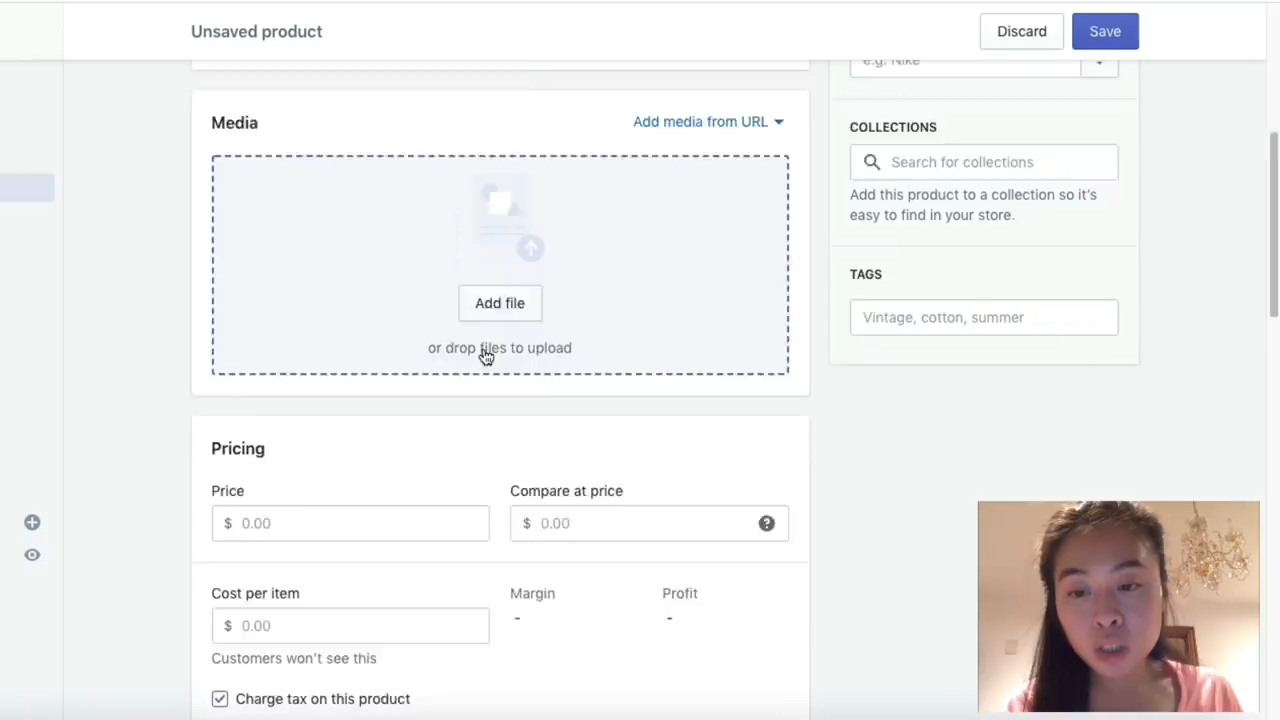 Unsaved product
Discard
Save
e.g. Nike
Media
Add media from URL
Add file
or drop files to upload
COLLECTIONS
Search for collections
Add this product to a collection so it's
easy to find in your store.
TAGS
Vintage, cotton, summer
Pricing
Price
Compare at price
$ 0.00
$ 0.00
Cost per item
Margin
Profit
$ 0.00
-
-
Customers won't see this
Charge tax on this product